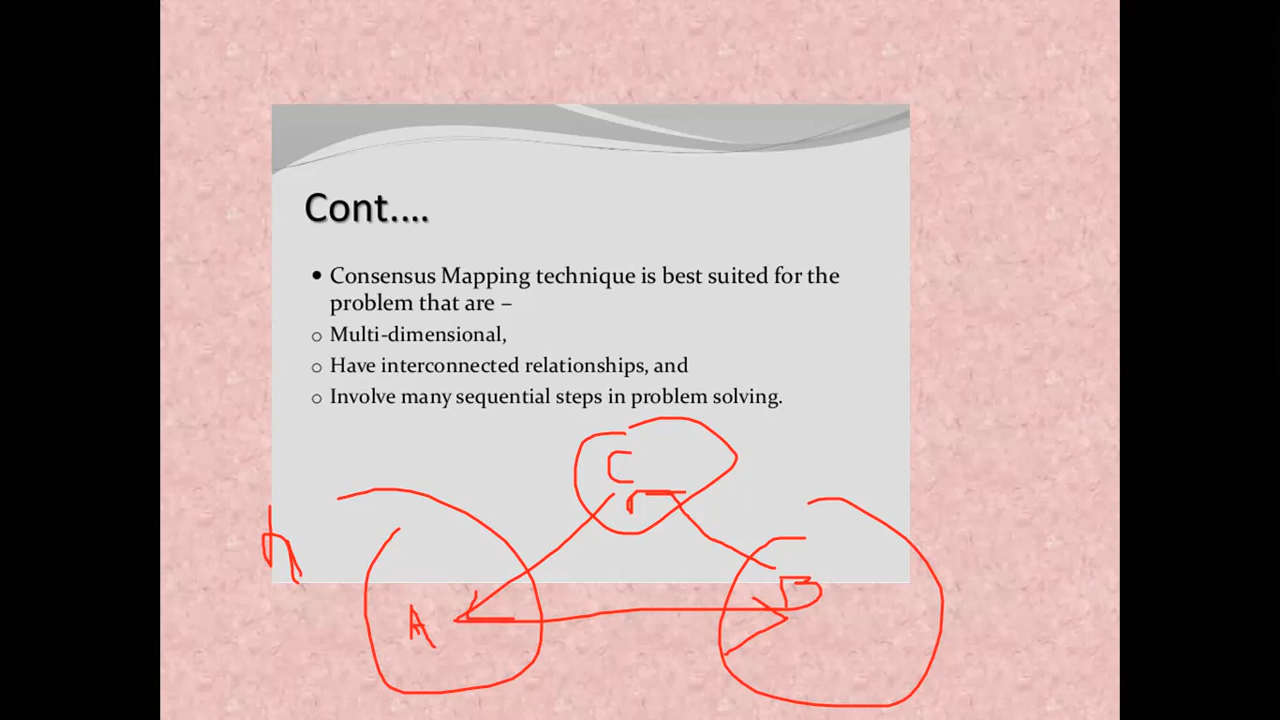 Cont....
• Consensus Mapping technique is best suited for the
problem that are –
o Multi-dimensional,
o Have interconnected relationships, and
o Involve many sequential steps in problem solving.
C
A
B